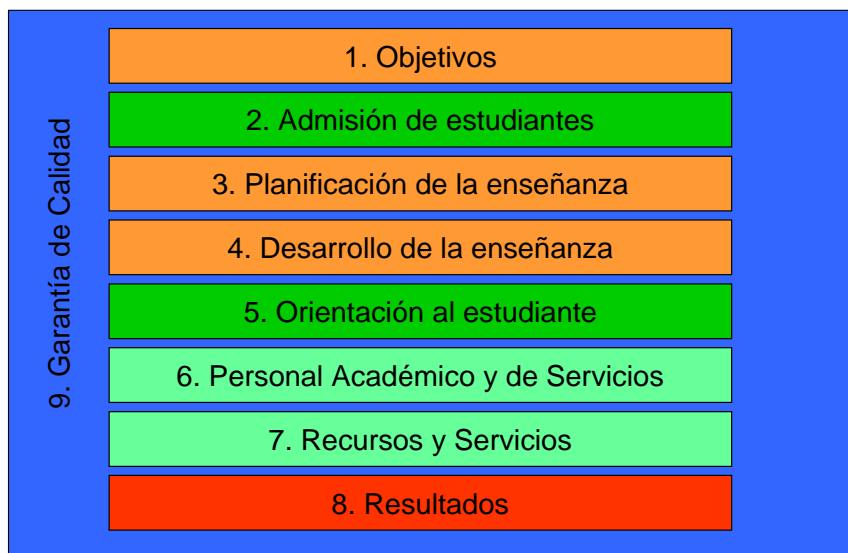 1. Objetivos
2. Admisión de estudiantes
3. Planificación de la enseñanza
4. Desarrollo de la enseñanza
5. Orientación al estudiante
6. Personal Académico y de Servicios
7. Recursos y Servicios
8. Resultados
9. Garantía de Calidad